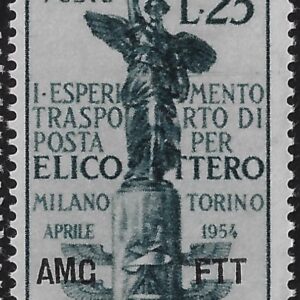 L.25
I·ESPERIMENTO
TRASPORTO DI
POSTA PER
ELICOTTERO
MILANO TORINO
APRILE 1954
AMG FTT